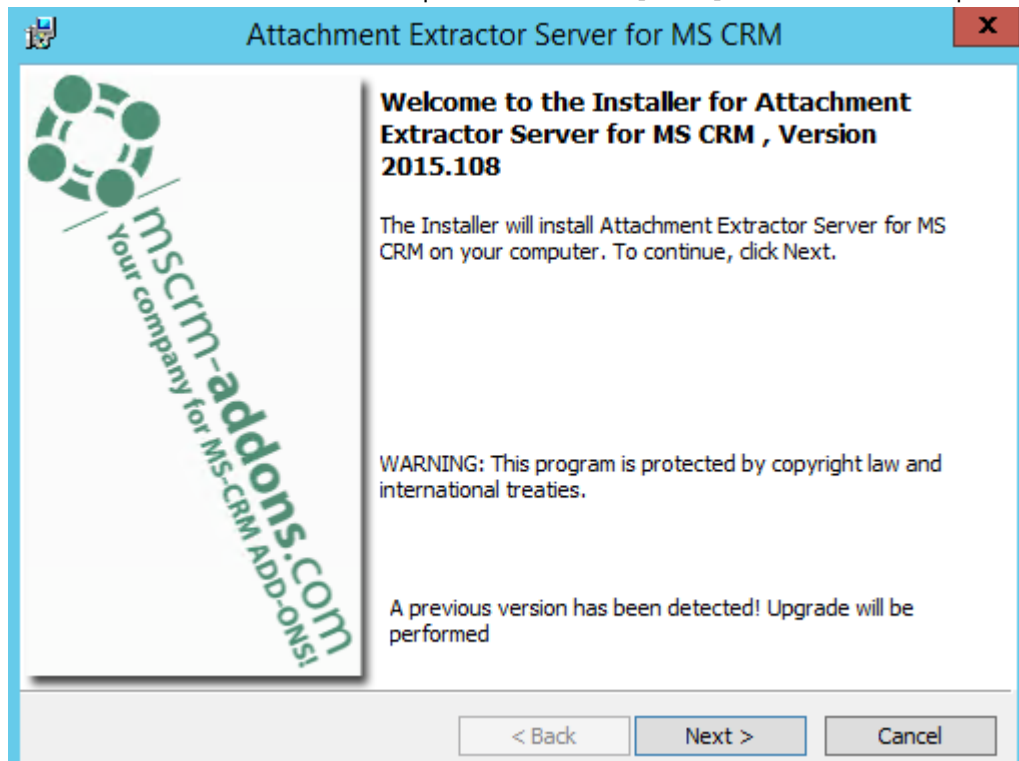 Attachment Extractor Server for MS CRM
x
Welcome to the Installer for Attachment
Extractor Server for MS CRM , Version
2015.108
The Installer will install Attachment Extractor Server for MS
CRM on your computer. To continue, click Next.
mscrm-addons.com
Your company for MS-CRM ADD-ONS!
WARNING: This program is protected by copyright law and
international treaties.
A previous version has been detected! Upgrade will be
performed
< Back
Next >
Cancel